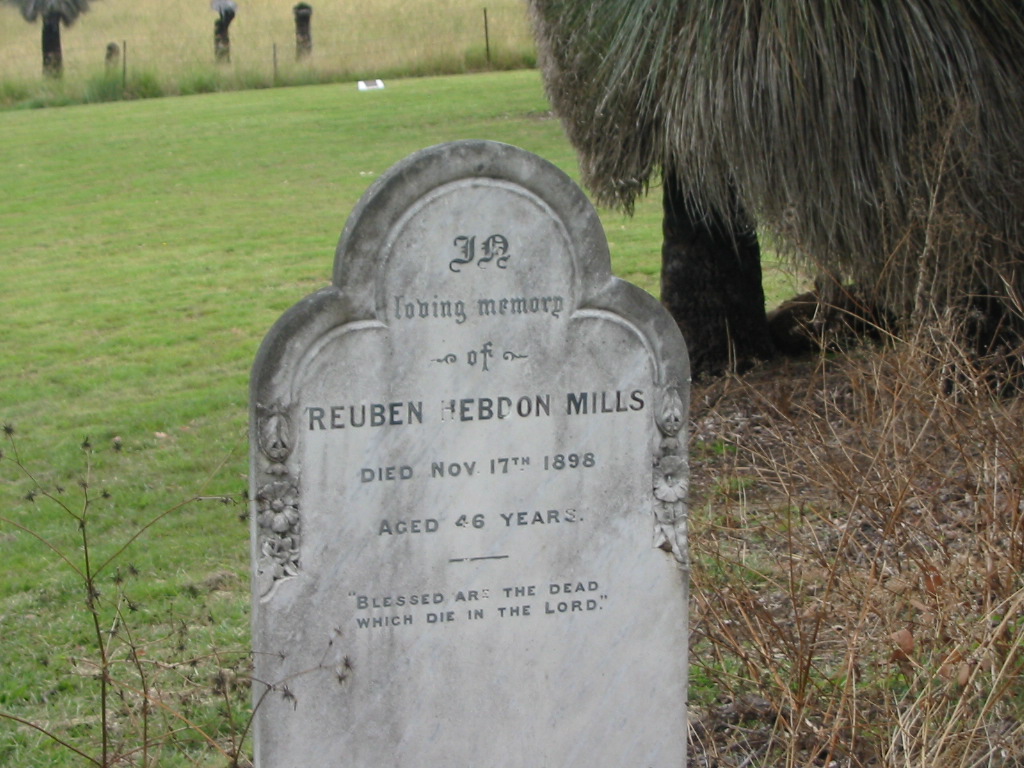 IN
loving memory
of
REUBEN HEBDON MILLS
DIED NOV. 17TH 1898
AGED 46 YEARS.
"BLESSED ARE THE DEAD
WHICH DIE IN THE LORD."